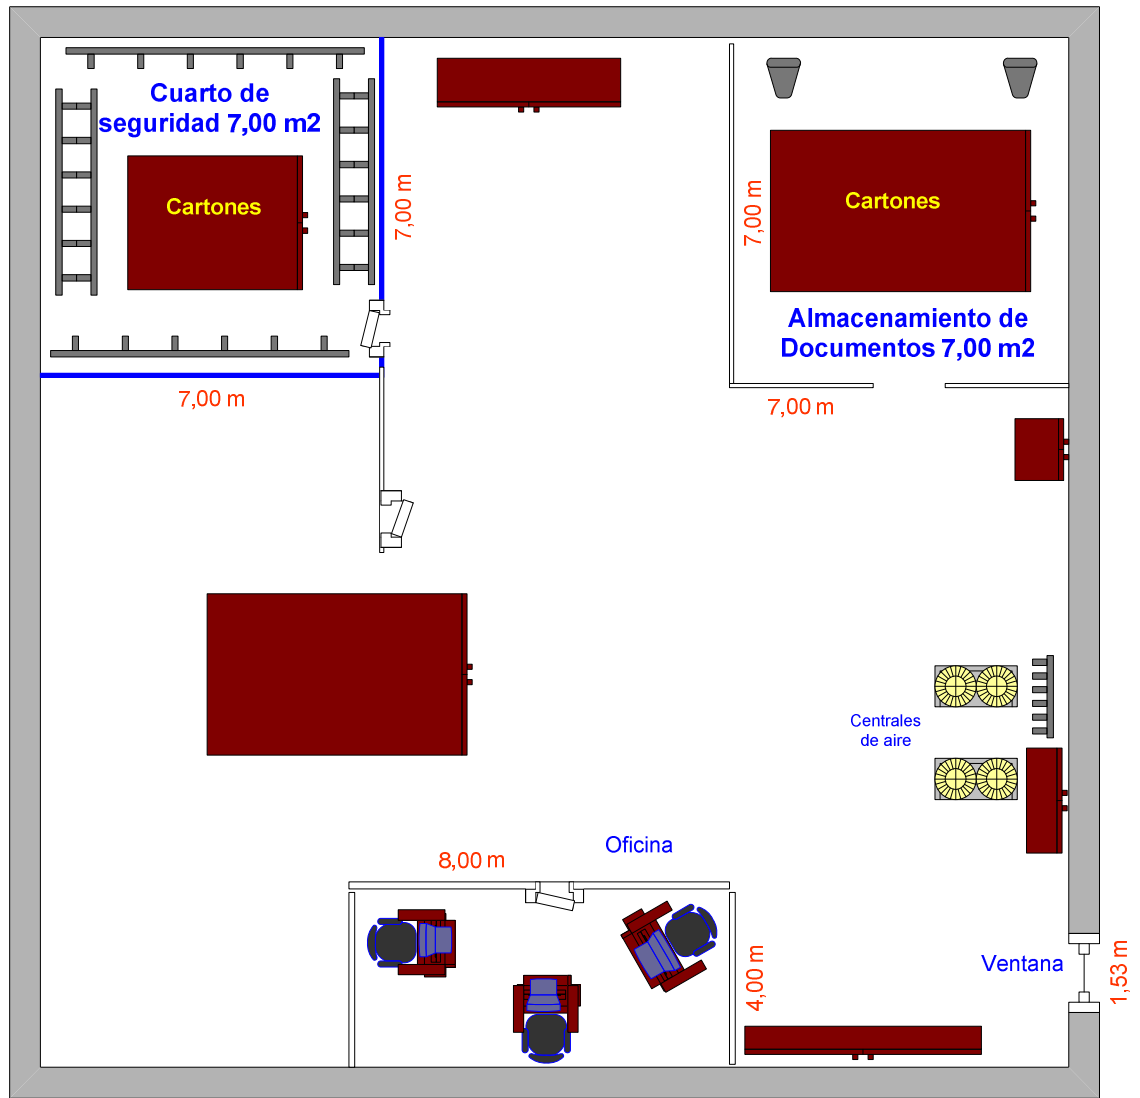 Cuarto de
seguridad 7,00 m2
Cartones
7,00 m
7,00 m
7,00 m
Cartones
Almacenamiento de
Documentos 7,00 m2
7,00 m
Centrales
de aire
Oficina
8,00 m
4,00 m
Ventana
1,53 m